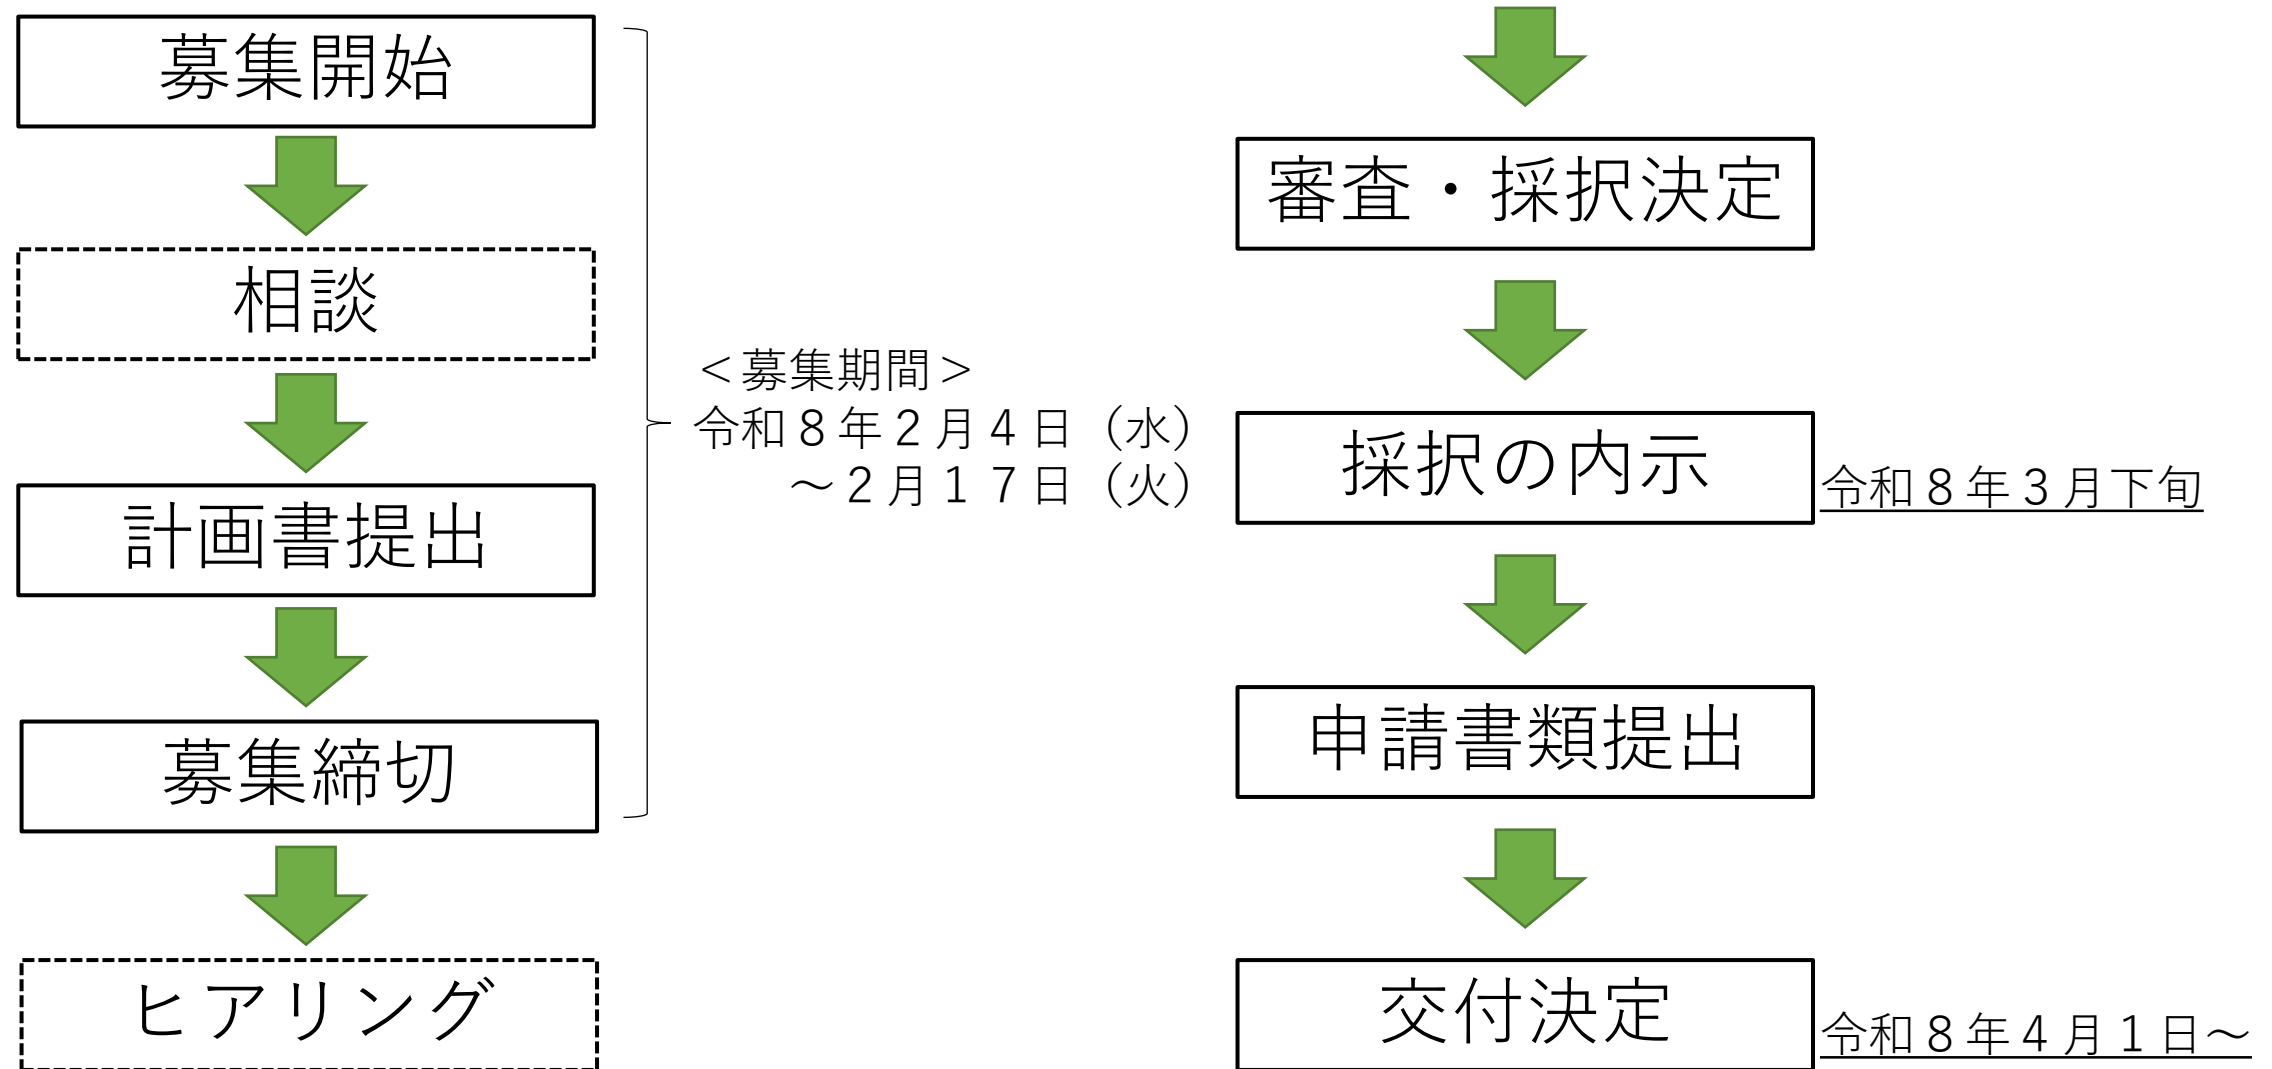 募集開始
相談
計画書提出
募集締切
ヒアリング
＜募集期間＞
令和８年２月４日（水）
～２月１７日（火）
審査・採択決定
採択の内示
令和８年３月下旬
申請書類提出
交付決定
令和８年４月１日～